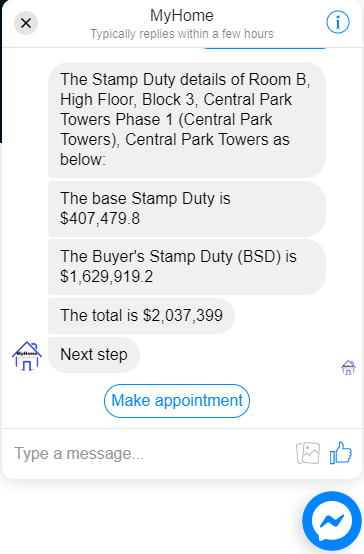 MyHome
Typically replies within a few hours
The Stamp Duty details of Room B,
High Floor, Block 3, Central Park
Towers Phase 1 (Central Park
Towers), Central Park Towers as
below:
The base Stamp Duty is
$407,479.8
The Buyer's Stamp Duty (BSD) is
$1,629,919.2
The total is $2,037,399
MyHome
Next step
Make appointment
Type a message...